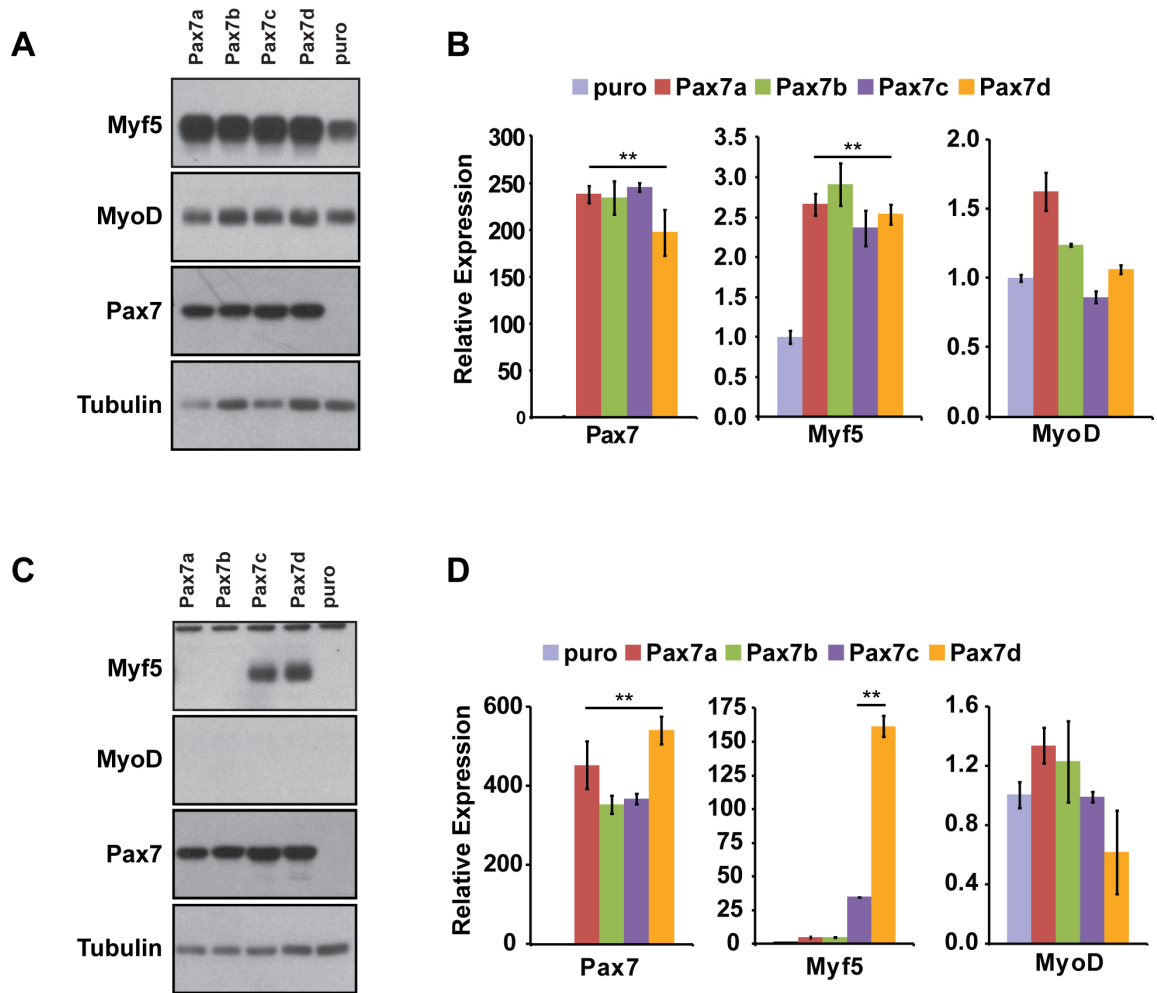 A
Pax7a Pax7b Pax7c Pax7d puro
Myf5
MyoD
Pax7
Tubulin
B
puro Pax7a Pax7b Pax7c Pax7d
Relative Expression
300
250
200
150
100
50
0
**
Pax7
3.5
3.0
2.5
2.0
1.5
1.0
0.5
0.0
**
Myf5
2.0
1.5
1.0
0.5
0.0
MyoD
C
Pax7a Pax7b Pax7c Pax7d puro
Myf5
MyoD
Pax7
Tubulin
D
puro Pax7a Pax7b Pax7c Pax7d
Relative Expression
600
400
200
0
**
Pax7
175
150
125
100
75
50
25
0
**
Myf5
1.6
1.2
0.8
0.4
0.0
MyoD